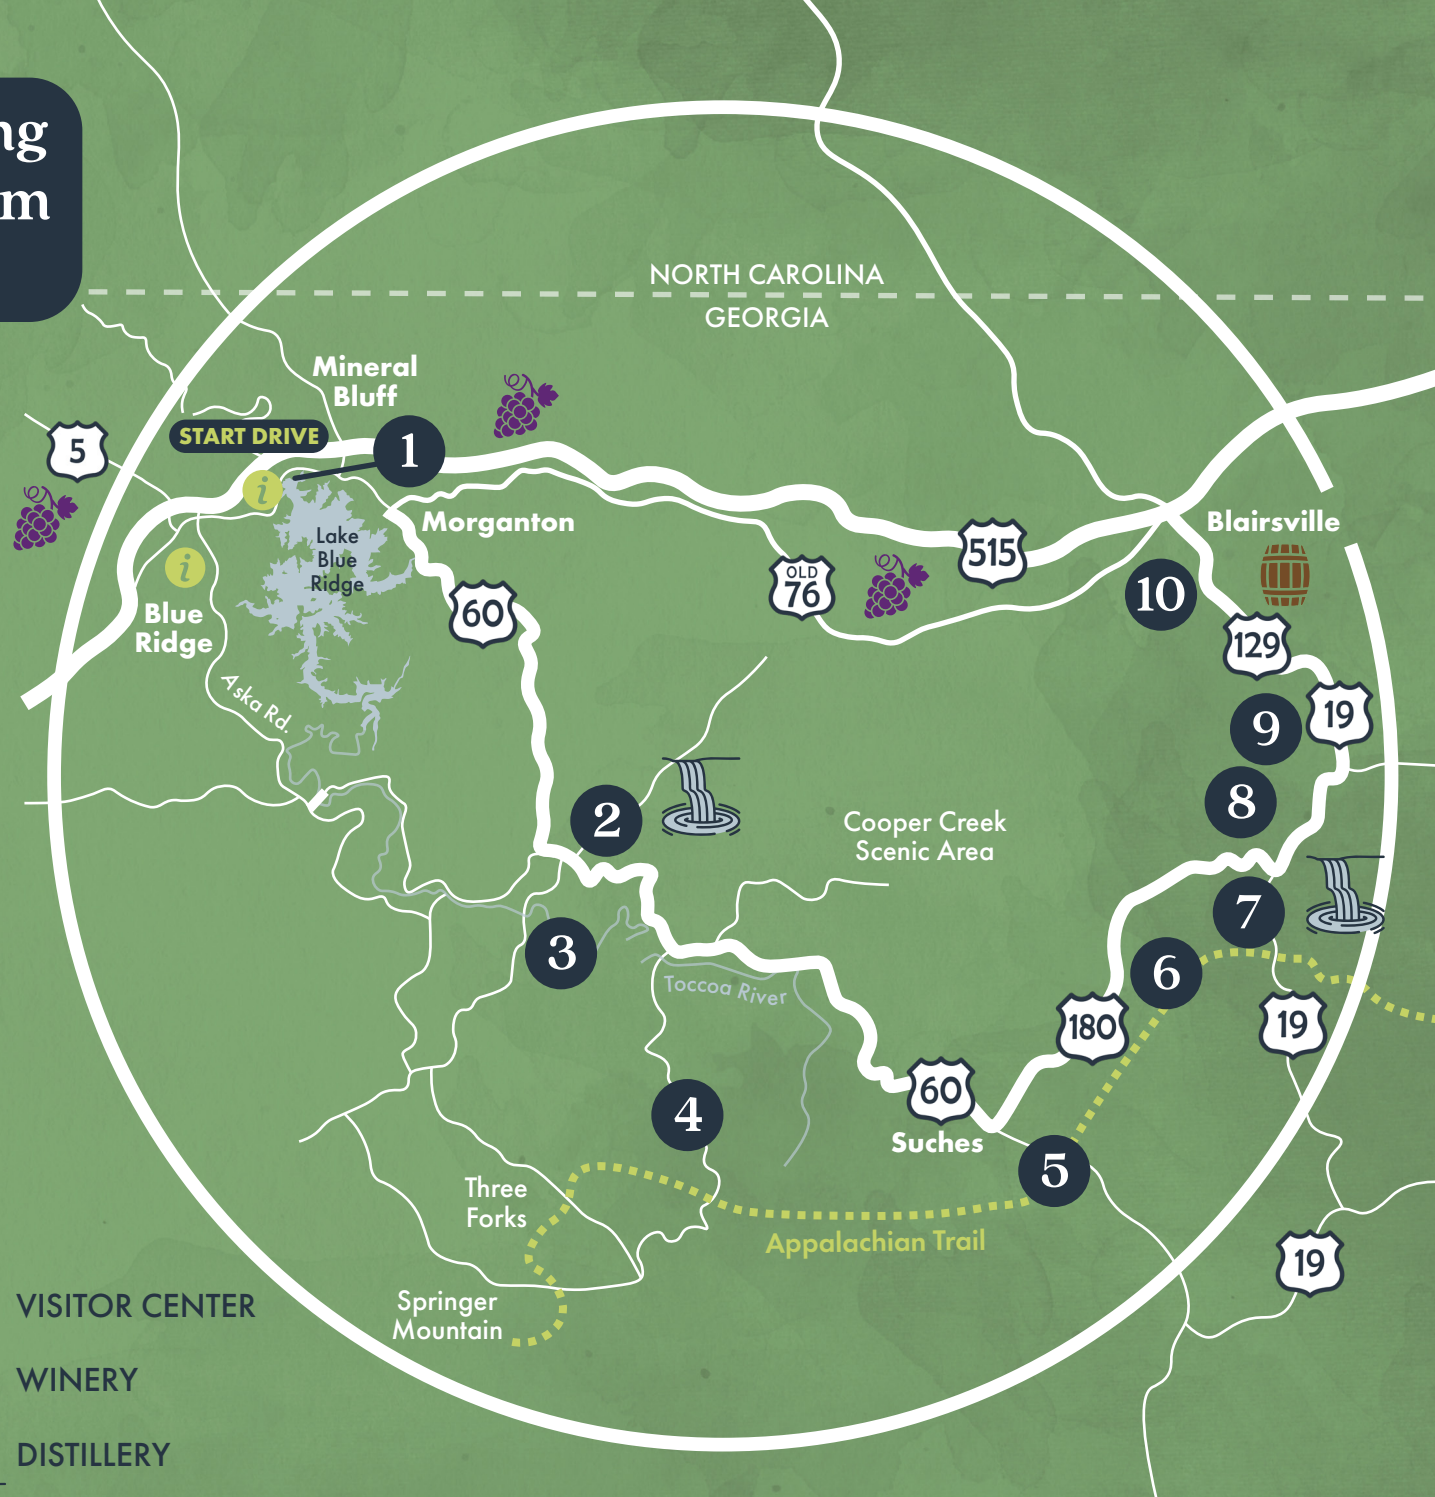 ng
m
NORTH CAROLINA
GEORGIA
Mineral
Bluff
START DRIVE
1
5
i
Morganton
Blairsville
Lake
Blue
Ridge
515
OLD
76
i
10
Blue
Ridge
60
129
Aska Rd.
19
9
8
2
Cooper Creek
Scenic Area
7
3
6
Toccoa River
180
19
60
4
Suches
5
Three
Forks
Appalachian Trail
19
Springer
Mountain
VISITOR CENTER
WINERY
DISTILLERY